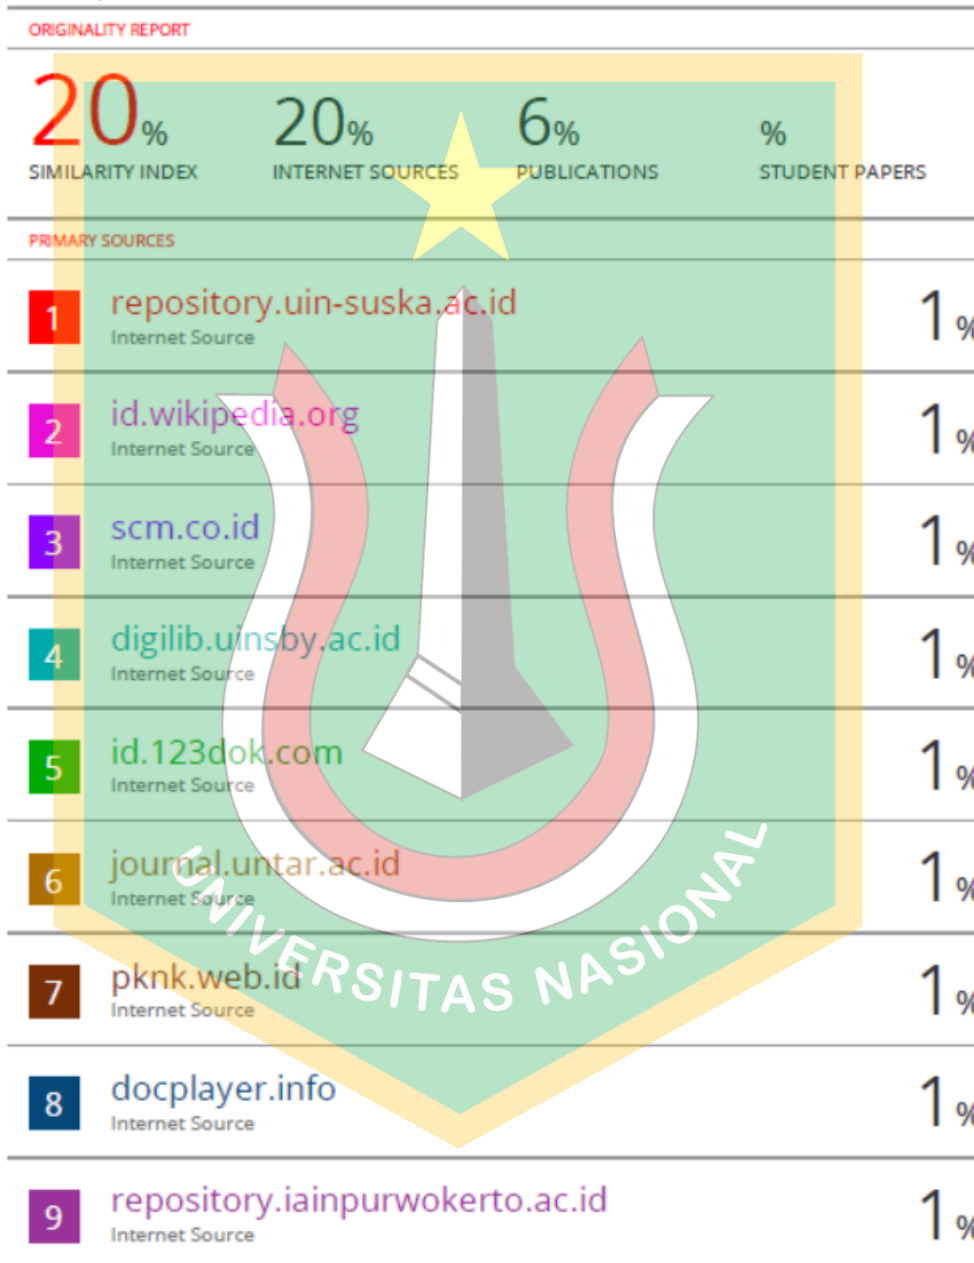 ORIGINALITY REPORT
20% 20% 6% %
SIMILARITY INDEX INTERNET SOURCES PUBLICATIONS STUDENT PAPERS
PRIMARY SOURCES
1 repository.uin-suska.ac.id 1%
Internet Source
2 id.wikipedia.org 1%
Internet Source
3 scm.co.id 1%
Internet Source
4 digilib.uinsby.ac.id 1%
Internet Source
5 id.123dok.com 1%
Internet Source
6 journal.untar.ac.id 1%
Internet Source
7 pknk.web.id 1%
Internet Source
8 docplayer.info 1%
Internet Source
9 repository.iainpurwokerto.ac.id 1%
Internet Source
UNIVERSITAS NASIONAL